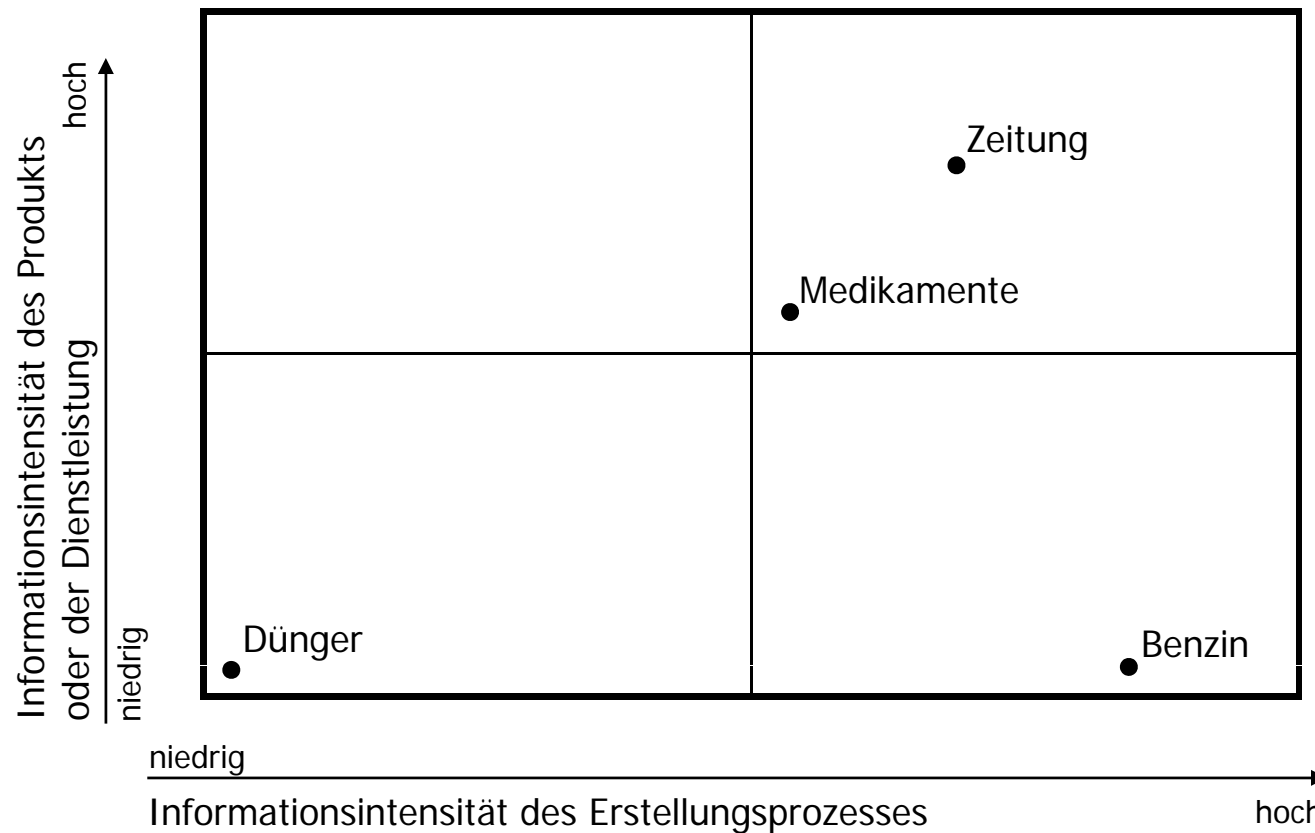 Informationsintensität des Produkts
oder der Dienstleistung
hoch
niedrig
Zeitung
Medikamente
Dünger
Benzin
niedrig
Informationsintensität des Erstellungsprozesses
hoch